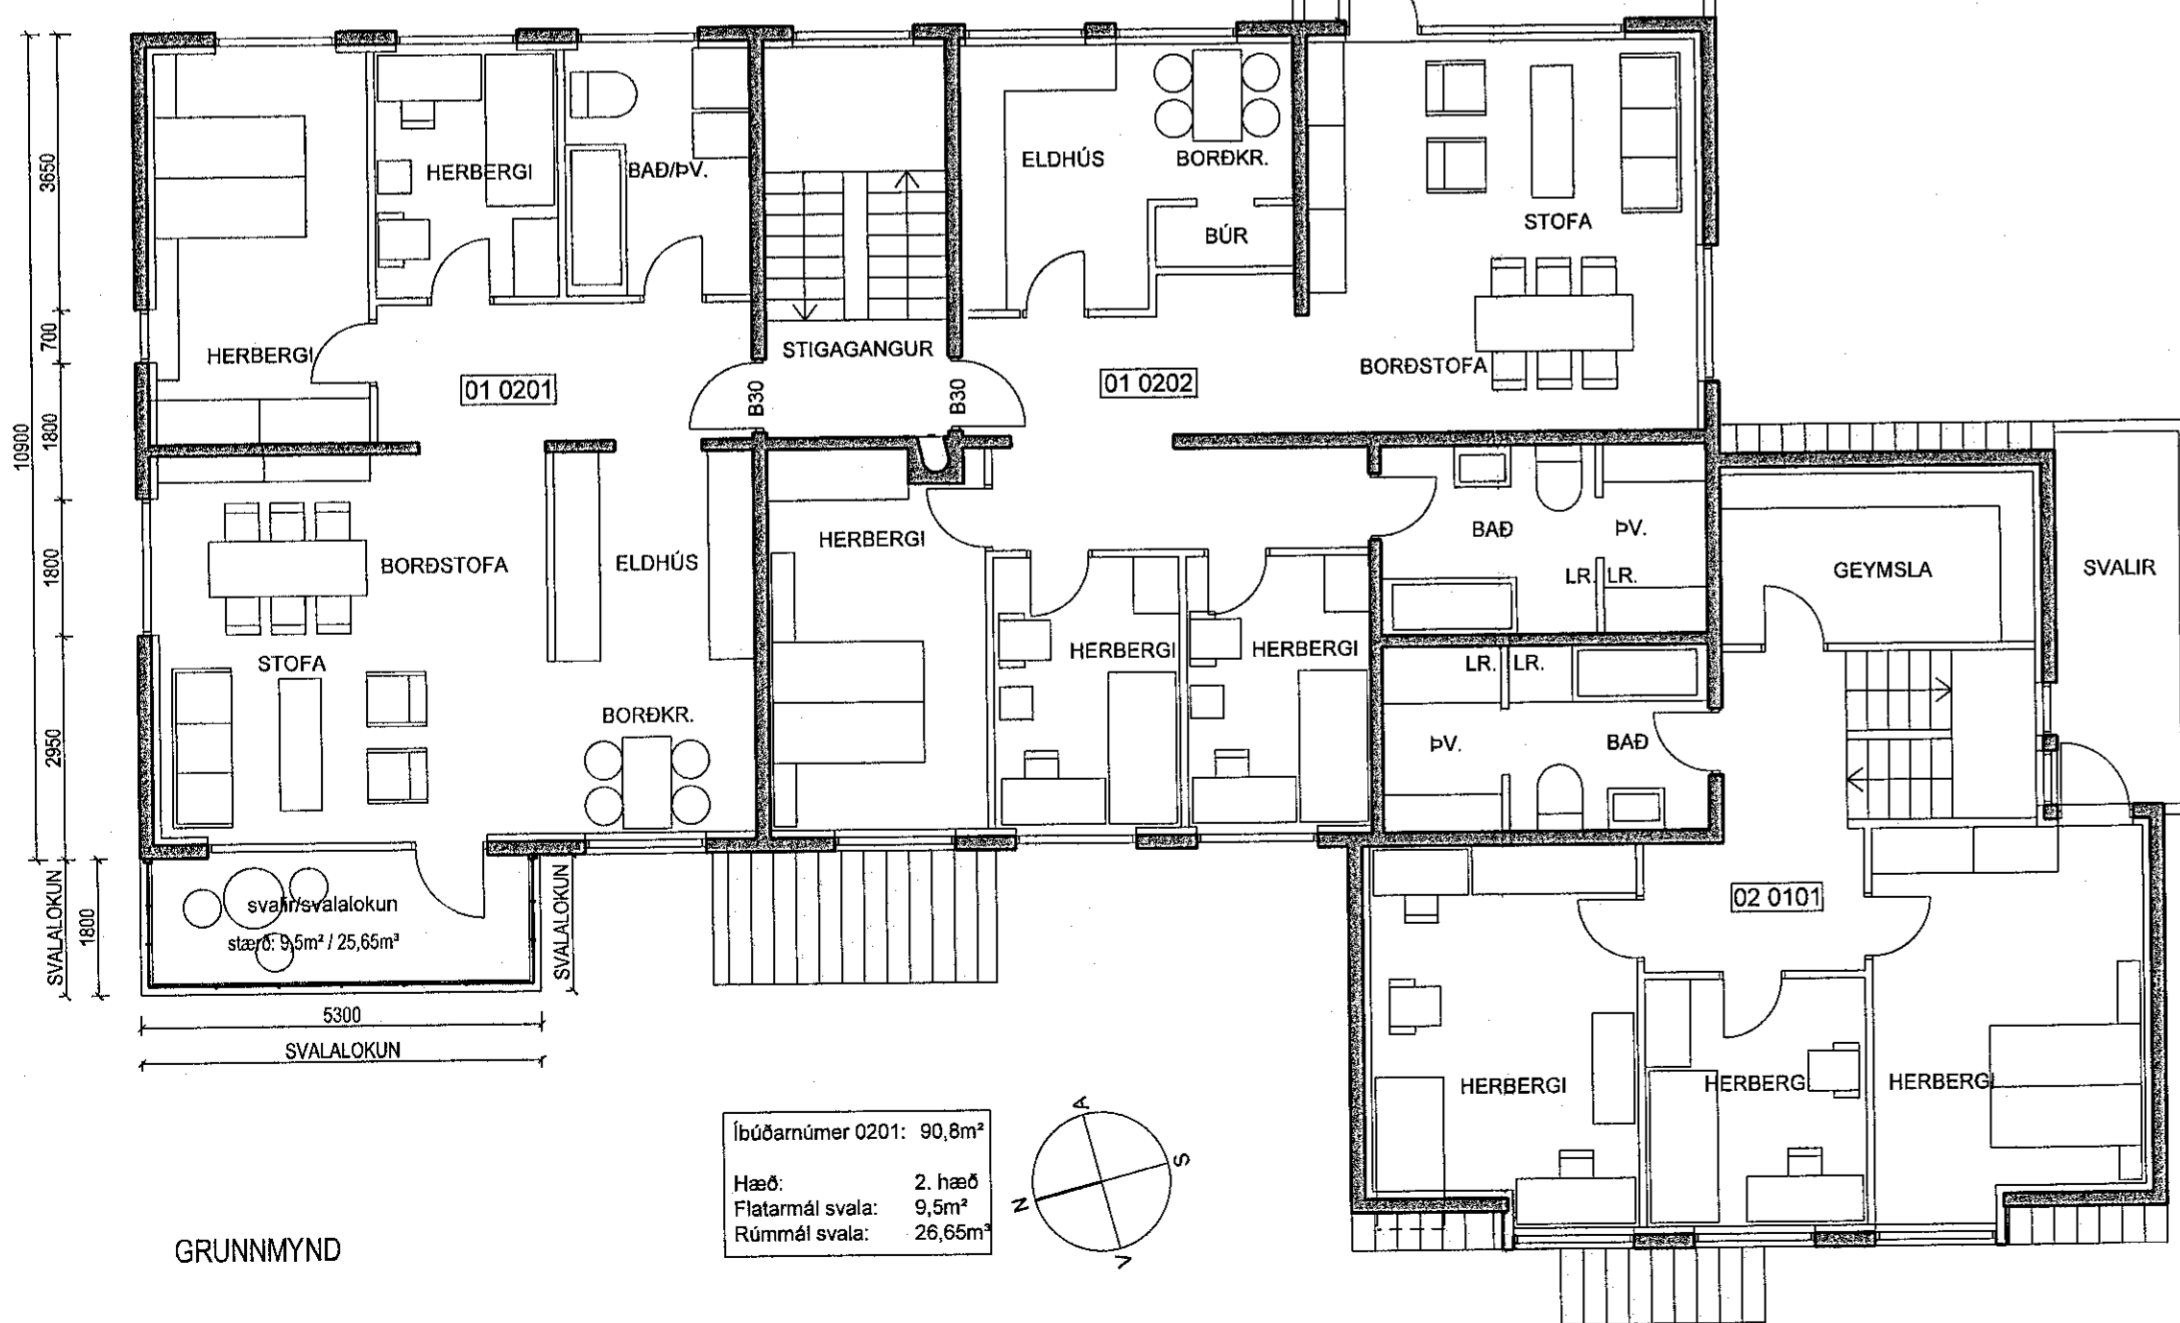 3650
700
10900
1800
1800
2950
SVALALOKUN
1800
HERBERGI
BAÐ/ÞV.
HERBERGI
01 0201
STIGAGANGUR
B30
B30
ELDHÚS
BORÐKR.
BÚR
STOFA
BORÐSTOFA
01 0202
BORÐSTOFA
ELDHÚS
STOFA
BORÐKR.
HERBERGI
HERBERGI
HERBERGI
BAÐ
ÞV.
LR.
LR.
LR.
LR.
ÞV.
BAÐ
GEYMSLA
SVALIR
svalir/svalalokun
stærð: 9,5m² / 25,65m³
SVALALOKUN
5300
SVALALOKUN
02 0101
HERBERGI
HERBERGI
HERBERGI
Íbúðarnúmer 0201: 90,8m²
Hæð: 2. hæð
Flatarmál svala: 9,5m²
Rúmmál svala: 26,65m³
A
S
N
V
GRUNNMYND